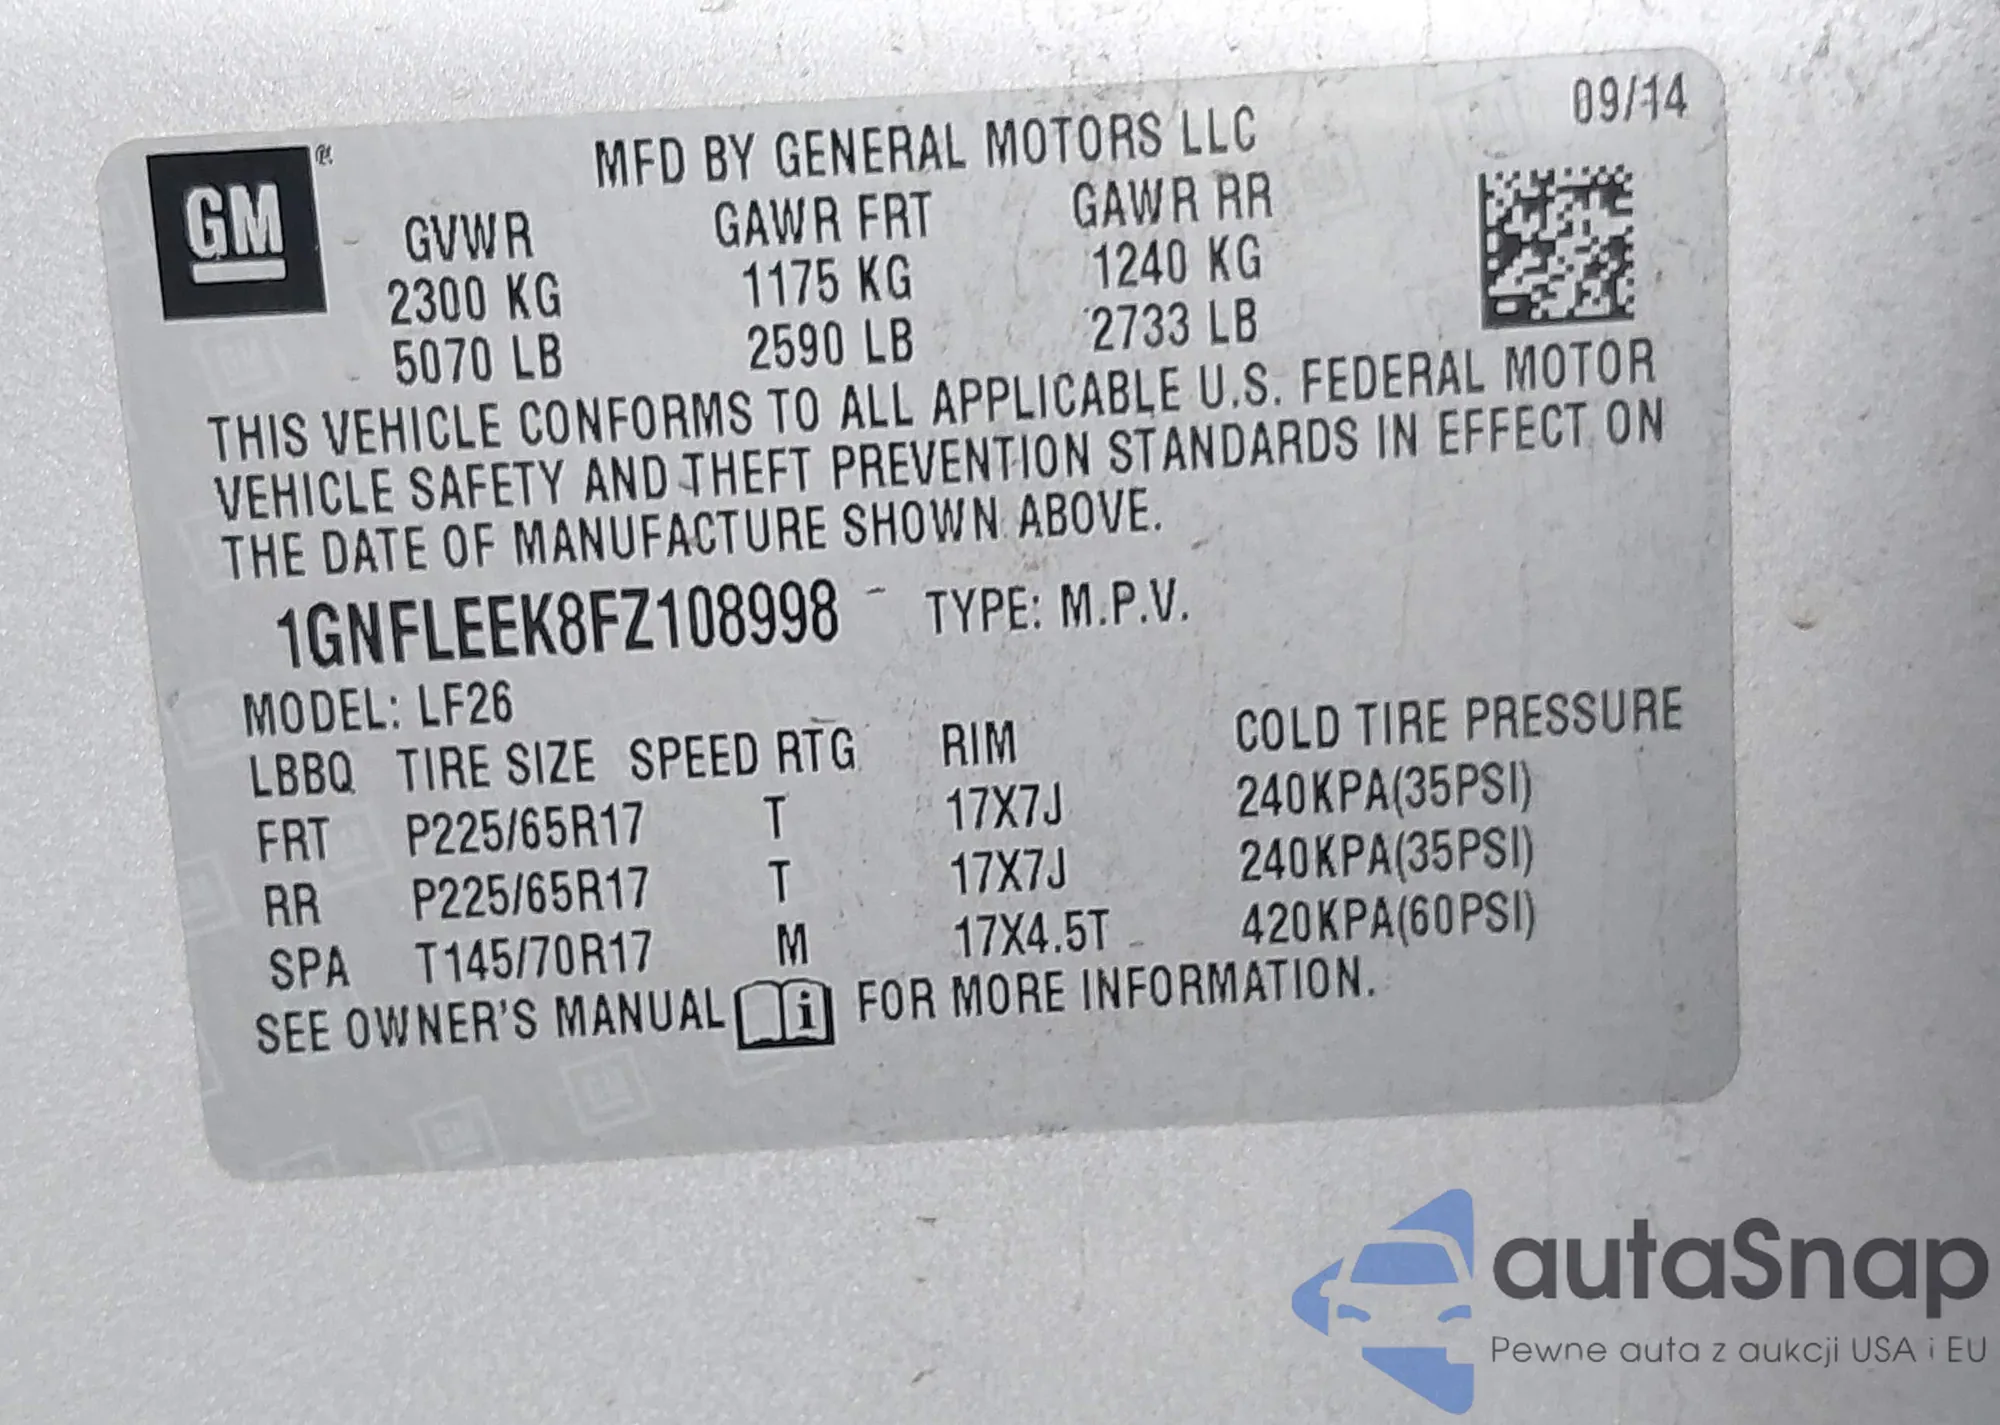 09/14
GM
MFD BY GENERAL MOTORS LLC
GVWR GAWR FRT GAWR RR
2300 KG 1175 KG 1240 KG
5070 LB 2590 LB 2733 LB
THIS VEHICLE CONFORMS TO ALL APPLICABLE U.S. FEDERAL MOTOR
VEHICLE SAFETY AND THEFT PREVENTION STANDARDS IN EFFECT ON
THE DATE OF MANUFACTURE SHOWN ABOVE.
1GNFLEEK8FZ108998 TYPE: M.P.V.
MODEL: LF26
LBBQ TIRE SIZE SPEED RTG RIM COLD TIRE PRESSURE
FRT P225/65R17 T 17X7J 240KPA(35PSI)
RR P225/65R17 T 17X7J 240KPA(35PSI)
SPA T145/70R17 M 17X4.5T 420KPA(60PSI)
SEE OWNER'S MANUAL i FOR MORE INFORMATION.
autaSnap
Pewne auta z aukcji USA i EU